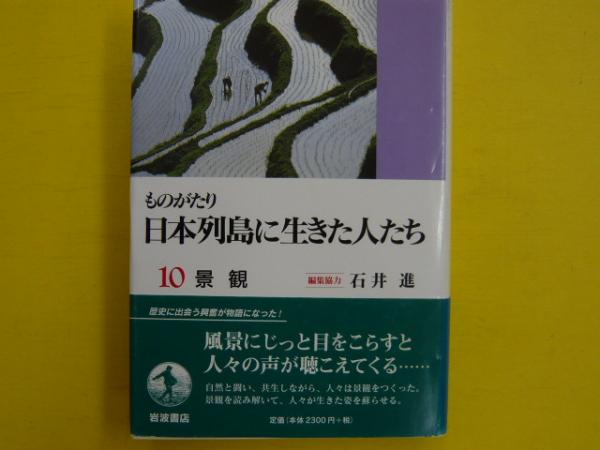 ものがたり
日本列島に生きた人たち
10 景観
編集協力 石井 進
歴史に出会う興奮が物語になった!
風景にじっと目をこらすと
人々の声が聴こえてくる……
自然と闘い、共生しながら、人々は景観をつくった。
景観を読み解いて、人々が生きた姿を蘇らせる。
岩波書店
定価(本体2300円+税)